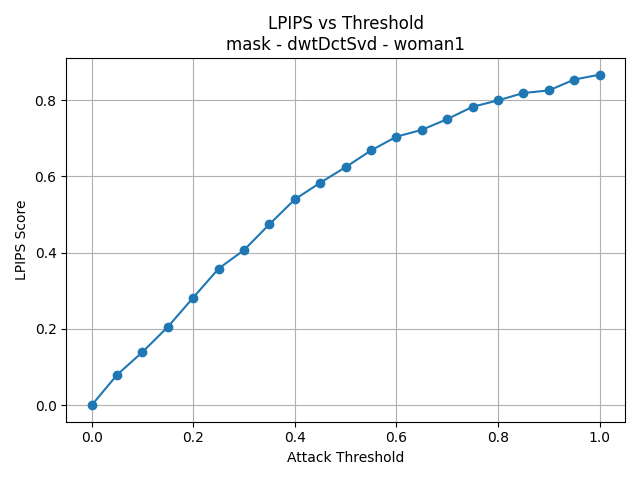 LPIPS vs Threshold
mask - dwtDctSvd - woman1
LPIPS Score
0.8
0.6
0.4
0.2
0.0
0.0 0.2 0.4 0.6 0.8 1.0
Attack Threshold